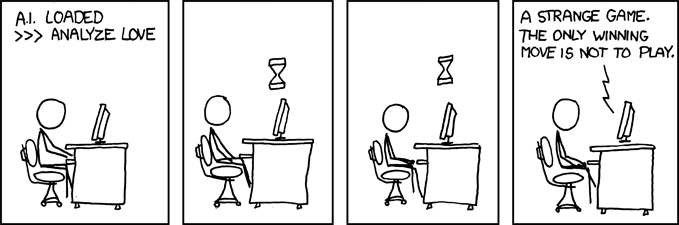 A.I. LOADED
>>> ANALYZE LOVE
A STRANGE GAME.
THE ONLY WINNING
MOVE IS NOT TO PLAY.